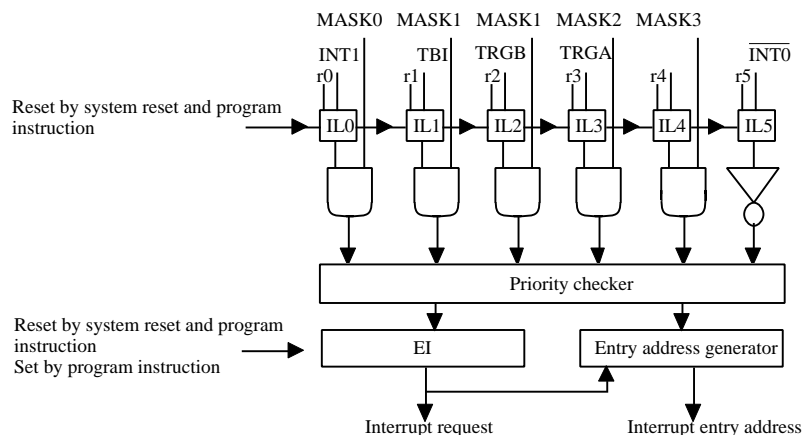 MASK0 MASK1 MASK1 MASK2 MASK3
INT1 TBI TRGB TRGA INT0
r0 r1 r2 r3 r4 r5
Reset by system reset and program
instruction
IL0 IL1 IL2 IL3 IL4 IL5
Priority checker
Reset by system reset and program
instruction
Set by program instruction
EI
Entry address generator
Interrupt request
Interrupt entry address